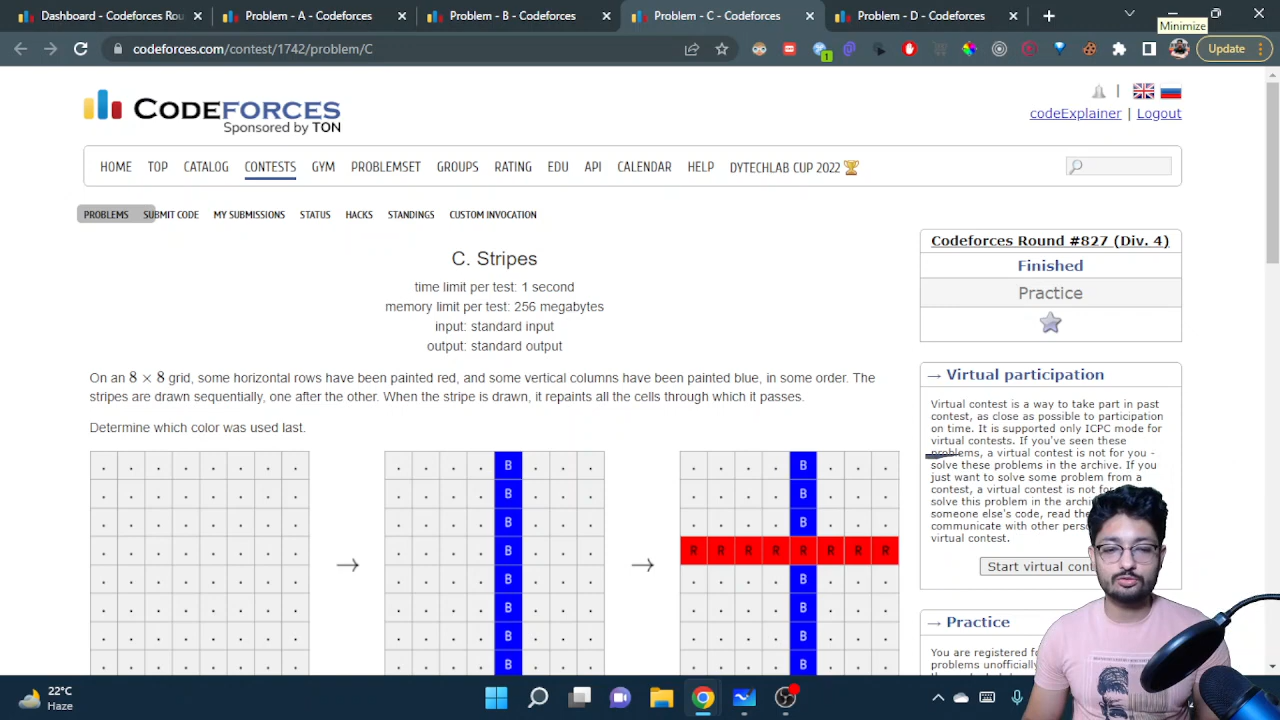 Dashboard - Codeforces Rou
Problem - A - Codeforces
Problem - B - Codeforces
Problem - C - Codeforces
Problem - D - Codeforces
Minimize
codeforces.com/contest/1742/problem/C
1
Update
CODEFORCES
Sponsored by TON
codeExplainer | Logout
HOME TOP CATALOG CONTESTS GYM PROBLEMSET GROUPS RATING EDU API CALENDAR HELP DYTECHLAB CUP 2022
PROBLEMS SUBMIT CODE MY SUBMISSIONS STATUS HACKS STANDINGS CUSTOM INVOCATION
C. Stripes
time limit per test: 1 second
memory limit per test: 256 megabytes
input: standard input
output: standard output
On an 8 × 8 grid, some horizontal rows have been painted red, and some vertical columns have been painted blue, in some order. The
stripes are drawn sequentially, one after the other. When the stripe is drawn, it repaints all the cells through which it passes.
Determine which color was used last.
. . . . . . . . . . . . B . . . . . . . B . . .
. . . . . . . . . . . . B . . . . . . . B . . .
. . . . . . . . . . . . B . . . . . . . B . . .
. . . . . . . . . . . . B . . . R R R R R R R R
→ →
. . . . . . . . . . . . B . . . . . . . B . . .
. . . . . . . . . . . . B . . . . . . . B . . .
. . . . . . . . . . . . B . . . . . . . B . . .
. . . . . . . . . . . . B . . . . . . . B . . .
Codeforces Round #827 (Div. 4)
Finished
Practice
→ Virtual participation
Virtual contest is a way to take part in past
contest, as close as possible to participation
on time. It is supported only ICPC mode for
virtual contests. If you've seen these
problems, a virtual contest is not for you -
solve these problems in the archive. If you
just want to solve some problem from a
contest, a virtual contest is not for
solve this problem in the archive
someone else's code, read the
communicate with other
virtual contest.
Start virtual
→ Practice
You are registered
problems unofficially
22°C
Haze